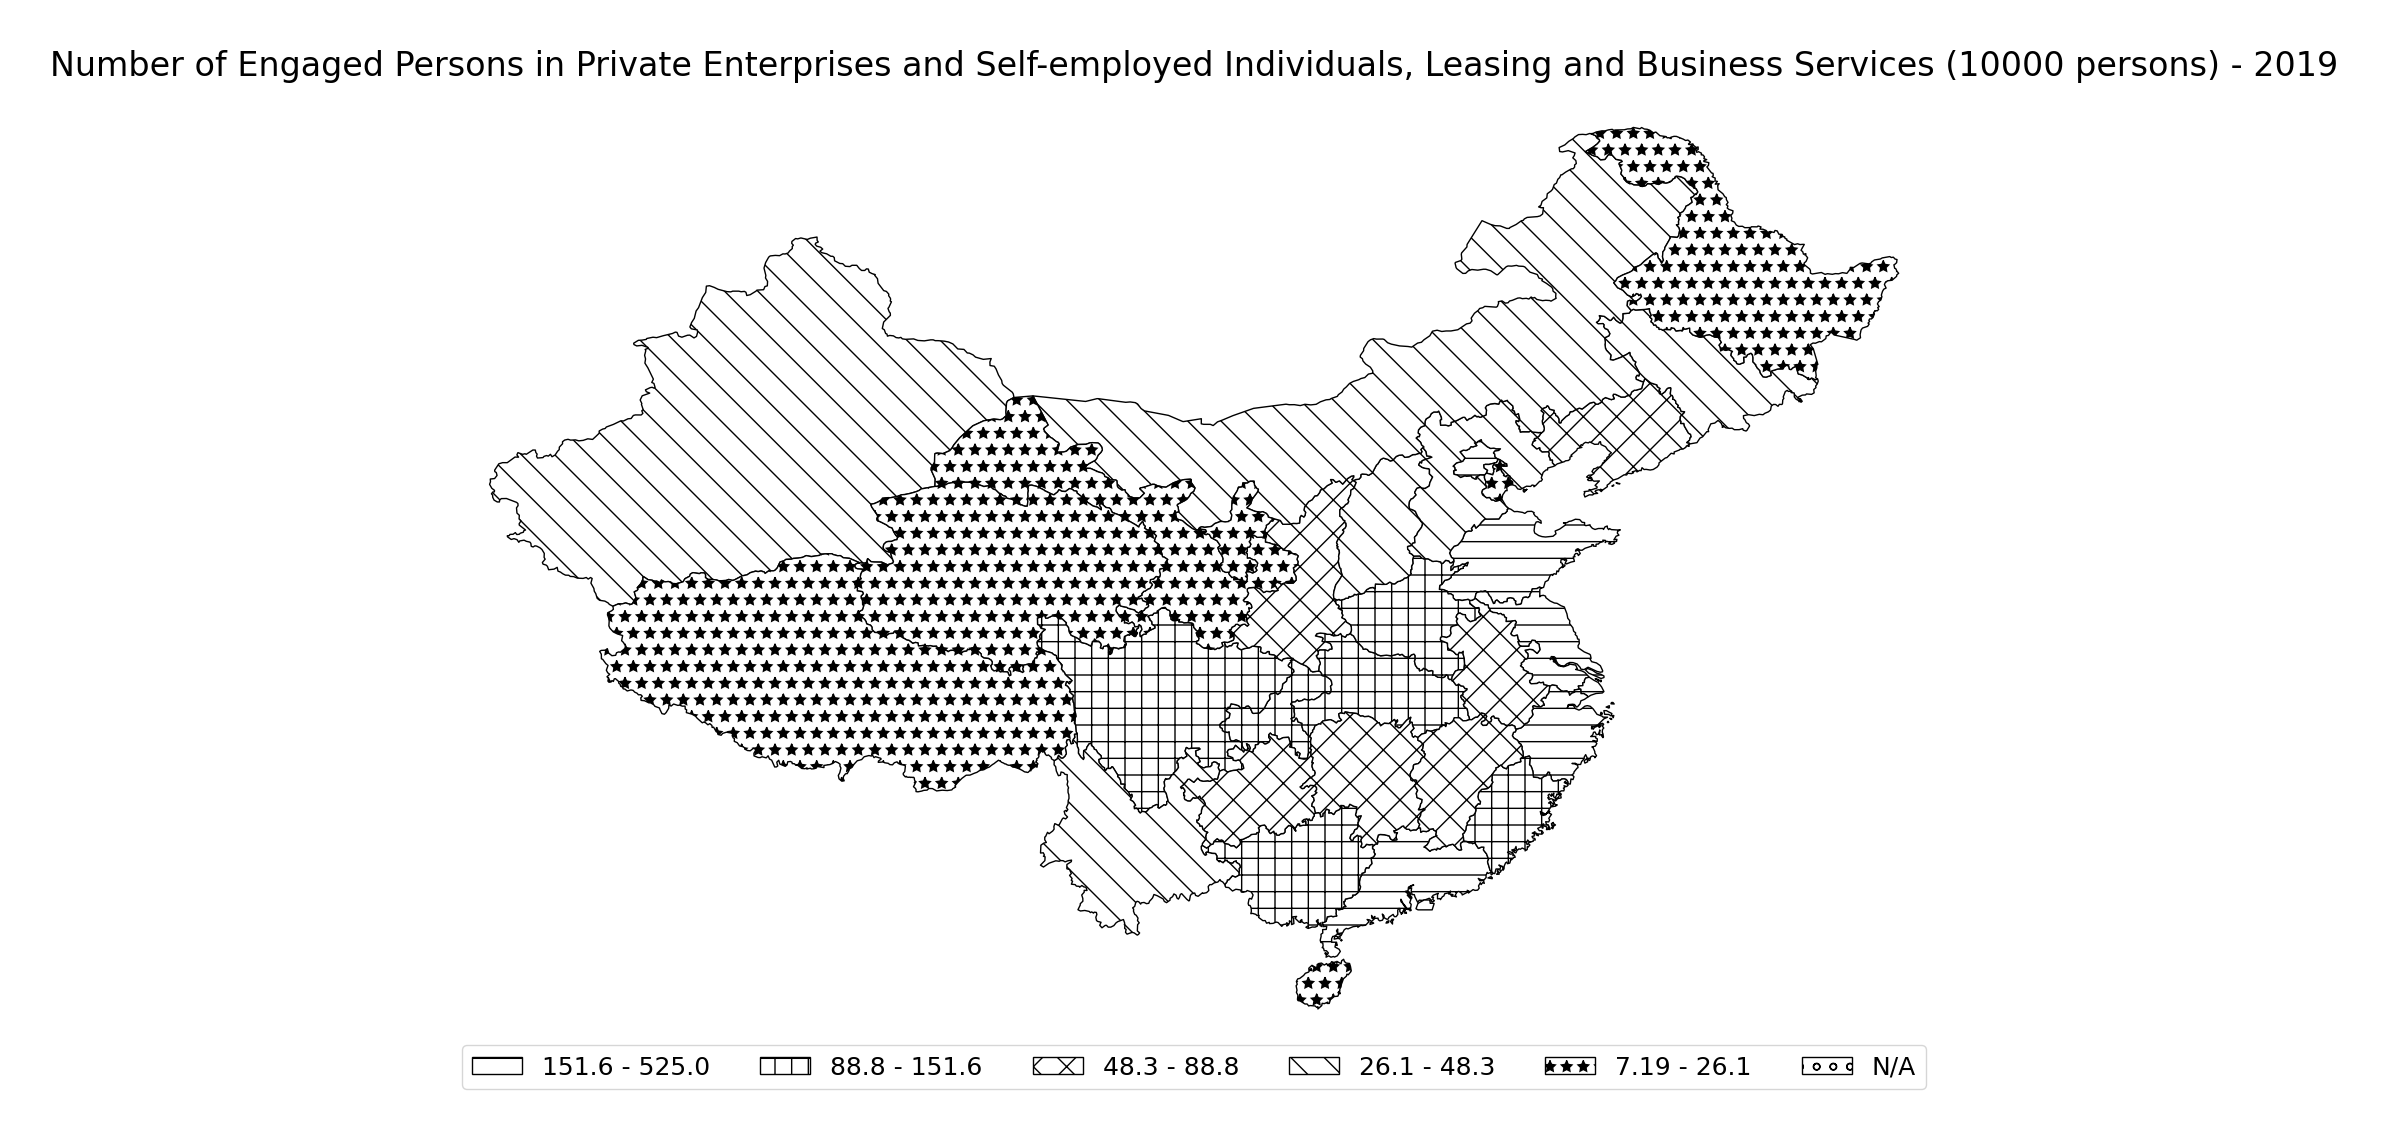 Number of Engaged Persons in Private Enterprises and Self-employed Individuals, Leasing and Business Services (10000 persons) - 2019
151.6 - 525.0 88.8 - 151.6 48.3 - 88.8 26.1 - 48.3 7.19 - 26.1 N/A